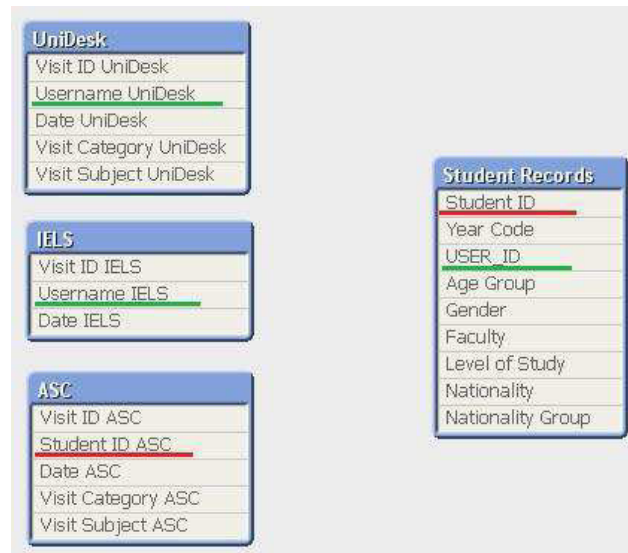 UniDesk
Visit ID UniDesk
Username UniDesk
Date UniDesk
Visit Category UniDesk
Visit Subject UniDesk
IELS
Visit ID IELS
Username IELS
Date IELS
ASC
Visit ID ASC
Student ID ASC
Date ASC
Visit Category ASC
Visit Subject ASC
Student Records
Student ID
Year Code
USER_ID
Age Group
Gender
Faculty
Level of Study
Nationality
Nationality Group